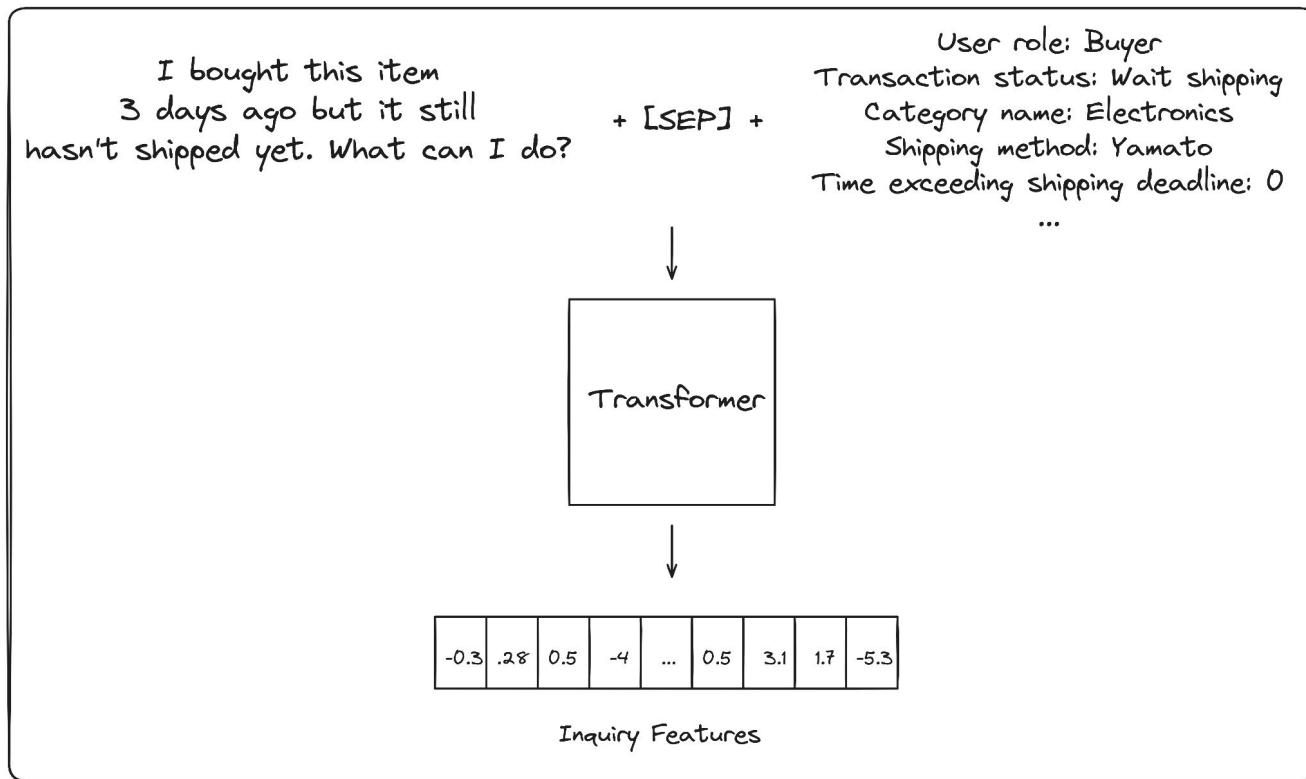 I bought this item
3 days ago but it still
hasn't shipped yet. What can I do?
+ [SEP] +
User role: Buyer
Transaction status: Wait shipping
Category name: Electronics
Shipping method: Yamato
Time exceeding shipping deadline: 0
...
Transformer
-0.3 .28 0.5 -4 ... 0.5 3.1 1.7 -5.3
Inquiry Features